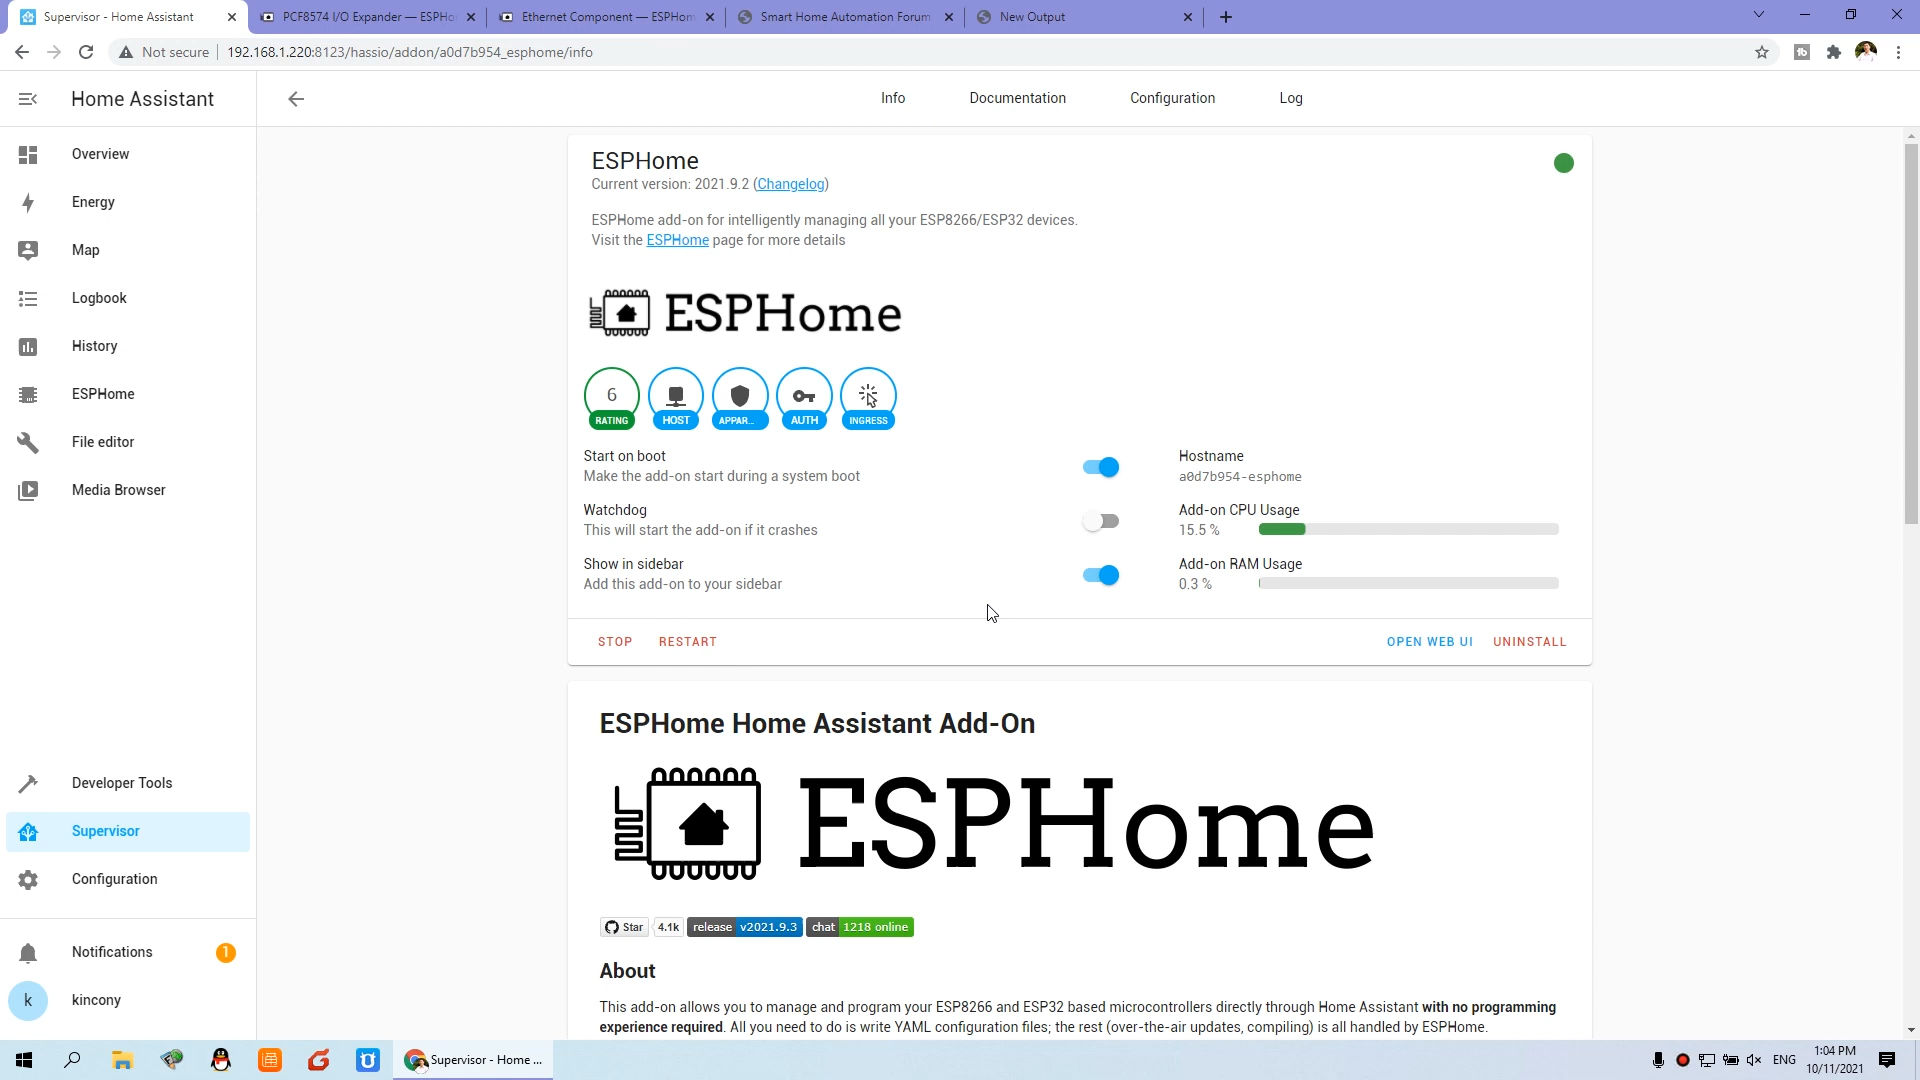 Supervisor - Home Assistant
PCF8574 I/O Expander — ESPHo
Ethernet Component — ESPHom
Smart Home Automation Forum
New Output
Not secure
192.168.1.220:8123/hassio/addon/a0d7b954_esphome/info
Home Assistant
Info
Documentation
Configuration
Log
Overview
Energy
Map
Logbook
History
ESPHome
File editor
Media Browser
Developer Tools
Supervisor
Configuration
Notifications
1
k
kincony
ESPHome
Current version: 2021.9.2 (Changelog)
ESPHome add-on for intelligently managing all your ESP8266/ESP32 devices.
Visit the ESPHome page for more details
ESPHome
6
RATING
HOST
APPAR...
AUTH
INGRESS
Start on boot
Make the add-on start during a system boot
Watchdog
This will start the add-on if it crashes
Show in sidebar
Add this add-on to your sidebar
Hostname
a0d7b954-esphome
Add-on CPU Usage
15.5 %
Add-on RAM Usage
0.3 %
STOP
RESTART
OPEN WEB UI
UNINSTALL
ESPHome Home Assistant Add-On
ESPHome
Star
4.1k
release v2021.9.3
chat 1218 online
About
This add-on allows you to manage and program your ESP8266 and ESP32 based microcontrollers directly through Home Assistant with no programming
experience required. All you need to do is write YAML configuration files; the rest (over-the-air updates, compiling) is all handled by ESPHome.
Supervisor - Home ...
ENG
1:04 PM
10/11/2021